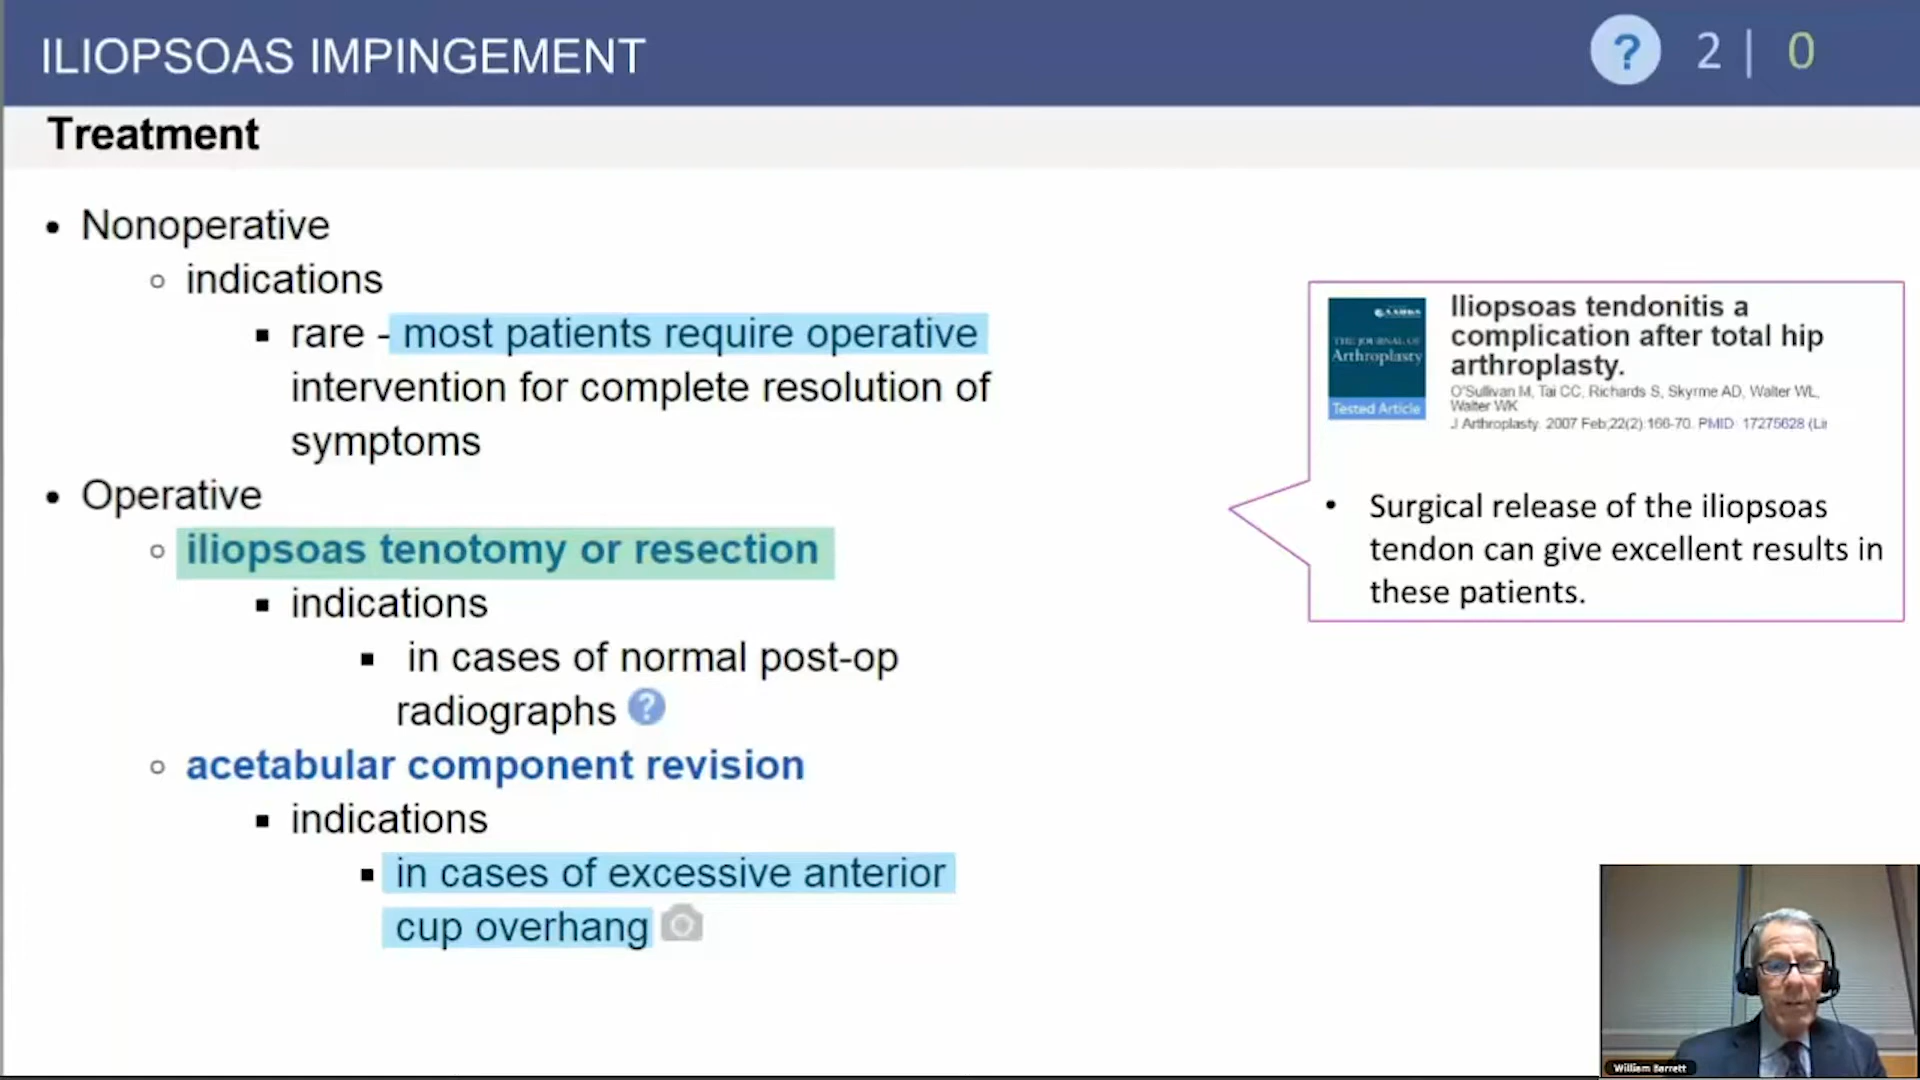 ILIOPSOAS IMPINGEMENT
? 2 | 0
Treatment
• Nonoperative
○ indications
▪ rare - most patients require operative
intervention for complete resolution of
symptoms
• Operative
○ iliopsoas tenotomy or resection
▪ indications
▪ in cases of normal post-op
radiographs ?
○ acetabular component revision
▪ indications
▪ in cases of excessive anterior
cup overhang
THE JOURNAL OF
Arthroplasty
Tested Article
Iliopsoas tendonitis a
complication after total hip
arthroplasty.
O'Sullivan M, Tai CC, Richards S, Skyrme AD, Walter WL,
Walter WK
J Arthroplasty. 2007 Feb;22(2):166-70. PMID: 17275628 (Li
• Surgical release of the iliopsoas
tendon can give excellent results in
these patients.
William Barrett